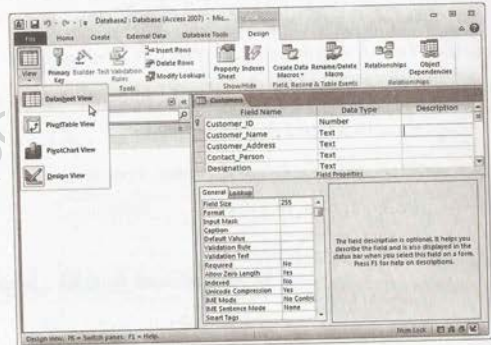 Database2 : Database (Access 2007) - Mic...
File Home Create External Data Database Tools Design
View Primary Key Builder Test Validation Rules Insert Rows Delete Rows Modify Lookups Property Sheet Indexes Create Data Macros Rename/Delete Macro Relationships Object Dependencies
Tools Show/Hide Field, Record & Table Events Relationships
Datasheet View
PivotTable View
PivotChart View
Design View
Customers
Field Name Data Type Description
Customer_ID Number
Customer_Name Text
Customer_Address Text
Contact_Person Text
Designation Text
Field Properties
General Lookup
Field Size 255
Format
Input Mask
Caption
Default Value
Validation Rule
Validation Text
Required No
Allow Zero Length Yes
Indexed No
Unicode Compression Yes
IME Mode No Contro
IME Sentence Mode None
Smart Tags
The field description is optional. It helps you
describe the field and is also displayed in the
status bar when you select this field on a form.
Press F1 for help on descriptions.
Design view. F6 = Switch panes. F1 = Help. Num Lock